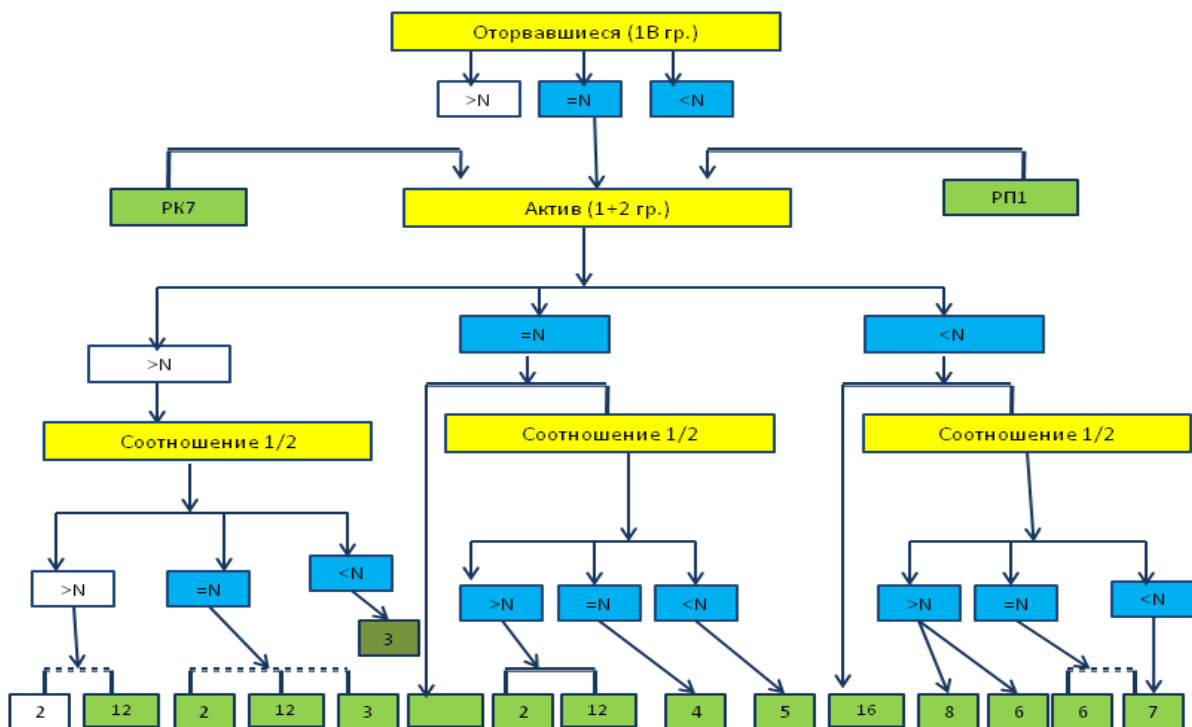 Оторвавшиеся (1В гр.)
>N
=N
<N
РК7
Актив (1+2 гр.)
РП1
>N
=N
<N
Соотношение 1/2
Соотношение 1/2
Соотношение 1/2
>N
=N
<N
>N
=N
<N
>N
=N
<N
3
2
12
2
12
3
2
12
4
5
16
8
6
6
7